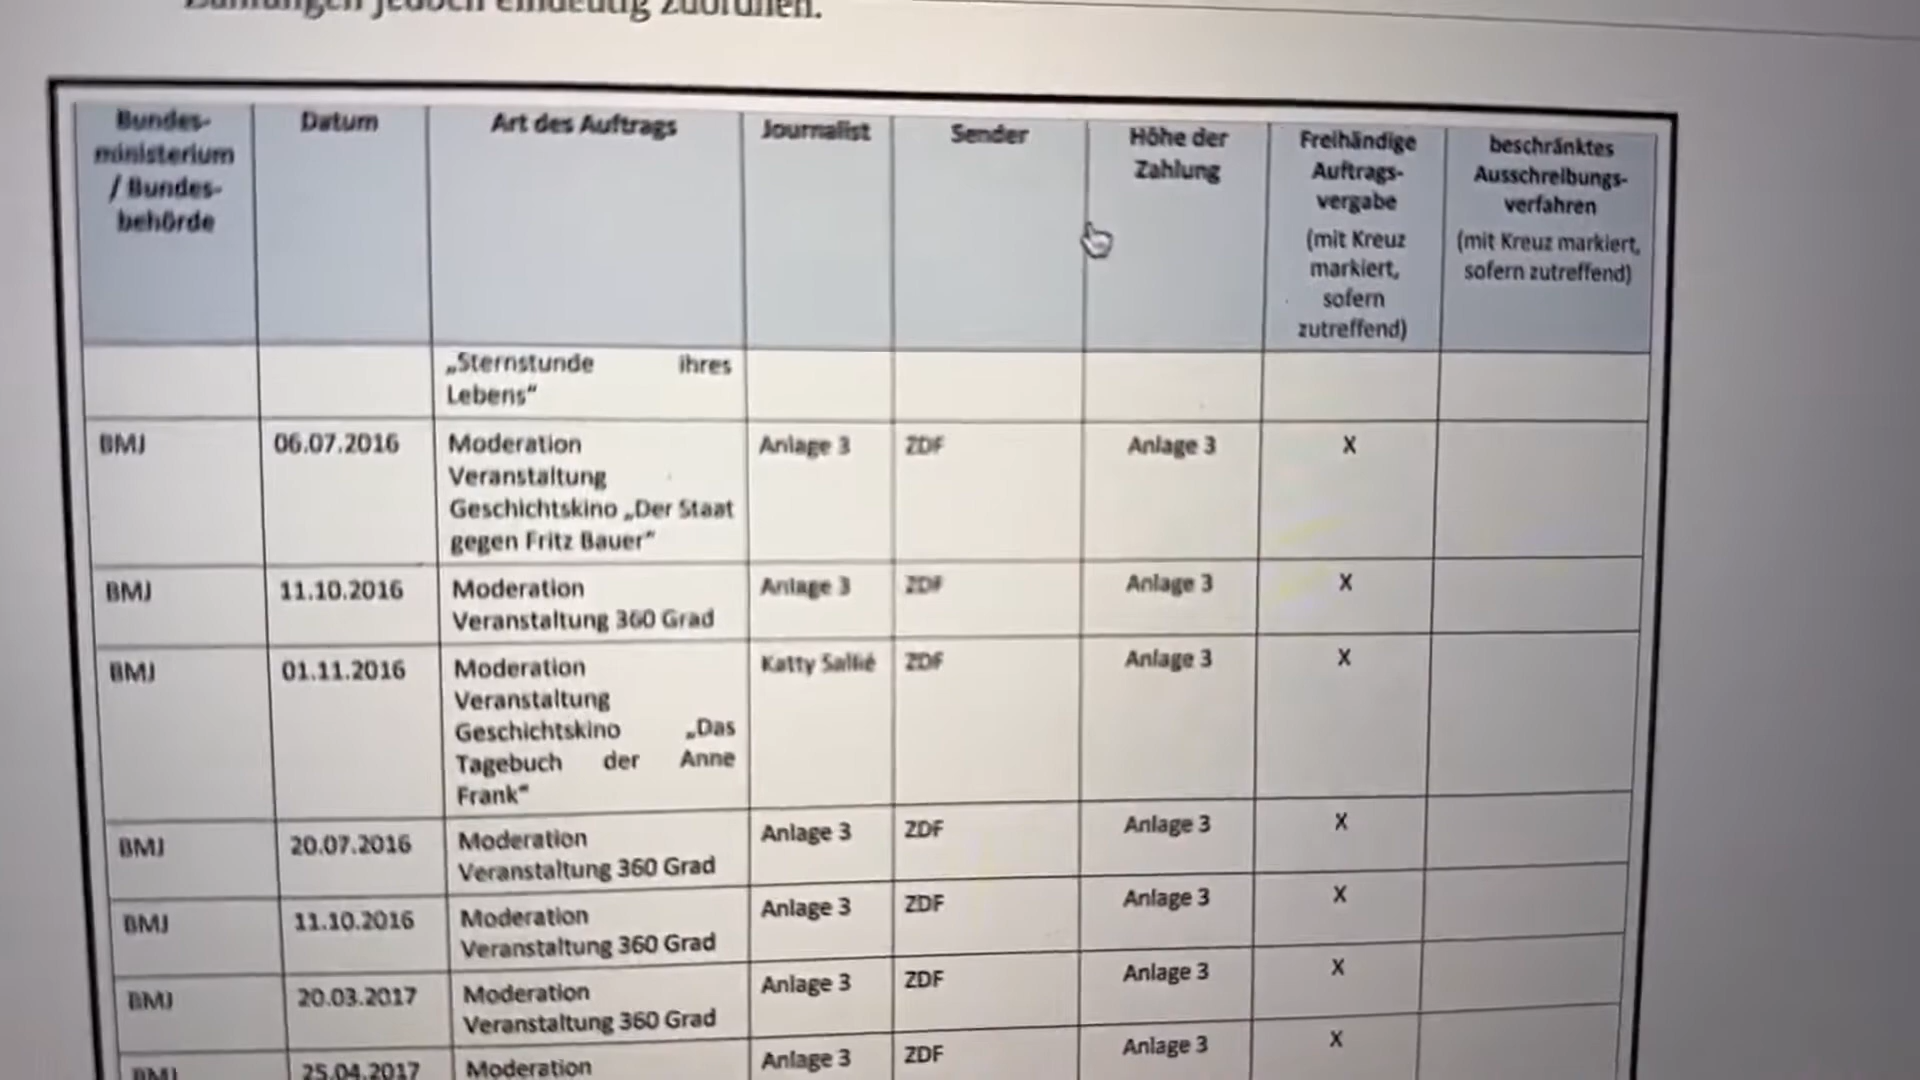 Zahlungen jedoch eindeutig zuordnen.
Bundes-
ministerium
/ Bundes-
behörde
Datum
Art des Auftrags
Journalist
Sender
Höhe der
Zahlung
Freihändige
Auftrags-
vergabe
(mit Kreuz
markiert,
sofern
zutreffend)
beschränktes
Ausschreibungs-
verfahren
(mit Kreuz markiert,
sofern zutreffend)
„Sternstunde ihres
Lebens“
BMJ 06.07.2016 Moderation Anlage 3 ZDF Anlage 3 X
Veranstaltung
Geschichtskino „Der Staat
gegen Fritz Bauer“
BMJ 11.10.2016 Moderation Anlage 3 ZDF Anlage 3 X
Veranstaltung 360 Grad
BMJ 01.11.2016 Moderation Katty Sallié ZDF Anlage 3 X
Veranstaltung
Geschichtskino „Das
Tagebuch der Anne
Frank“
BMJ 20.07.2016 Moderation Anlage 3 ZDF Anlage 3 X
Veranstaltung 360 Grad
BMJ 11.10.2016 Moderation Anlage 3 ZDF Anlage 3 X
Veranstaltung 360 Grad
BMJ 20.03.2017 Moderation Anlage 3 ZDF Anlage 3 X
Veranstaltung 360 Grad
BMJ 25.04.2017 Moderation Anlage 3 ZDF Anlage 3 X